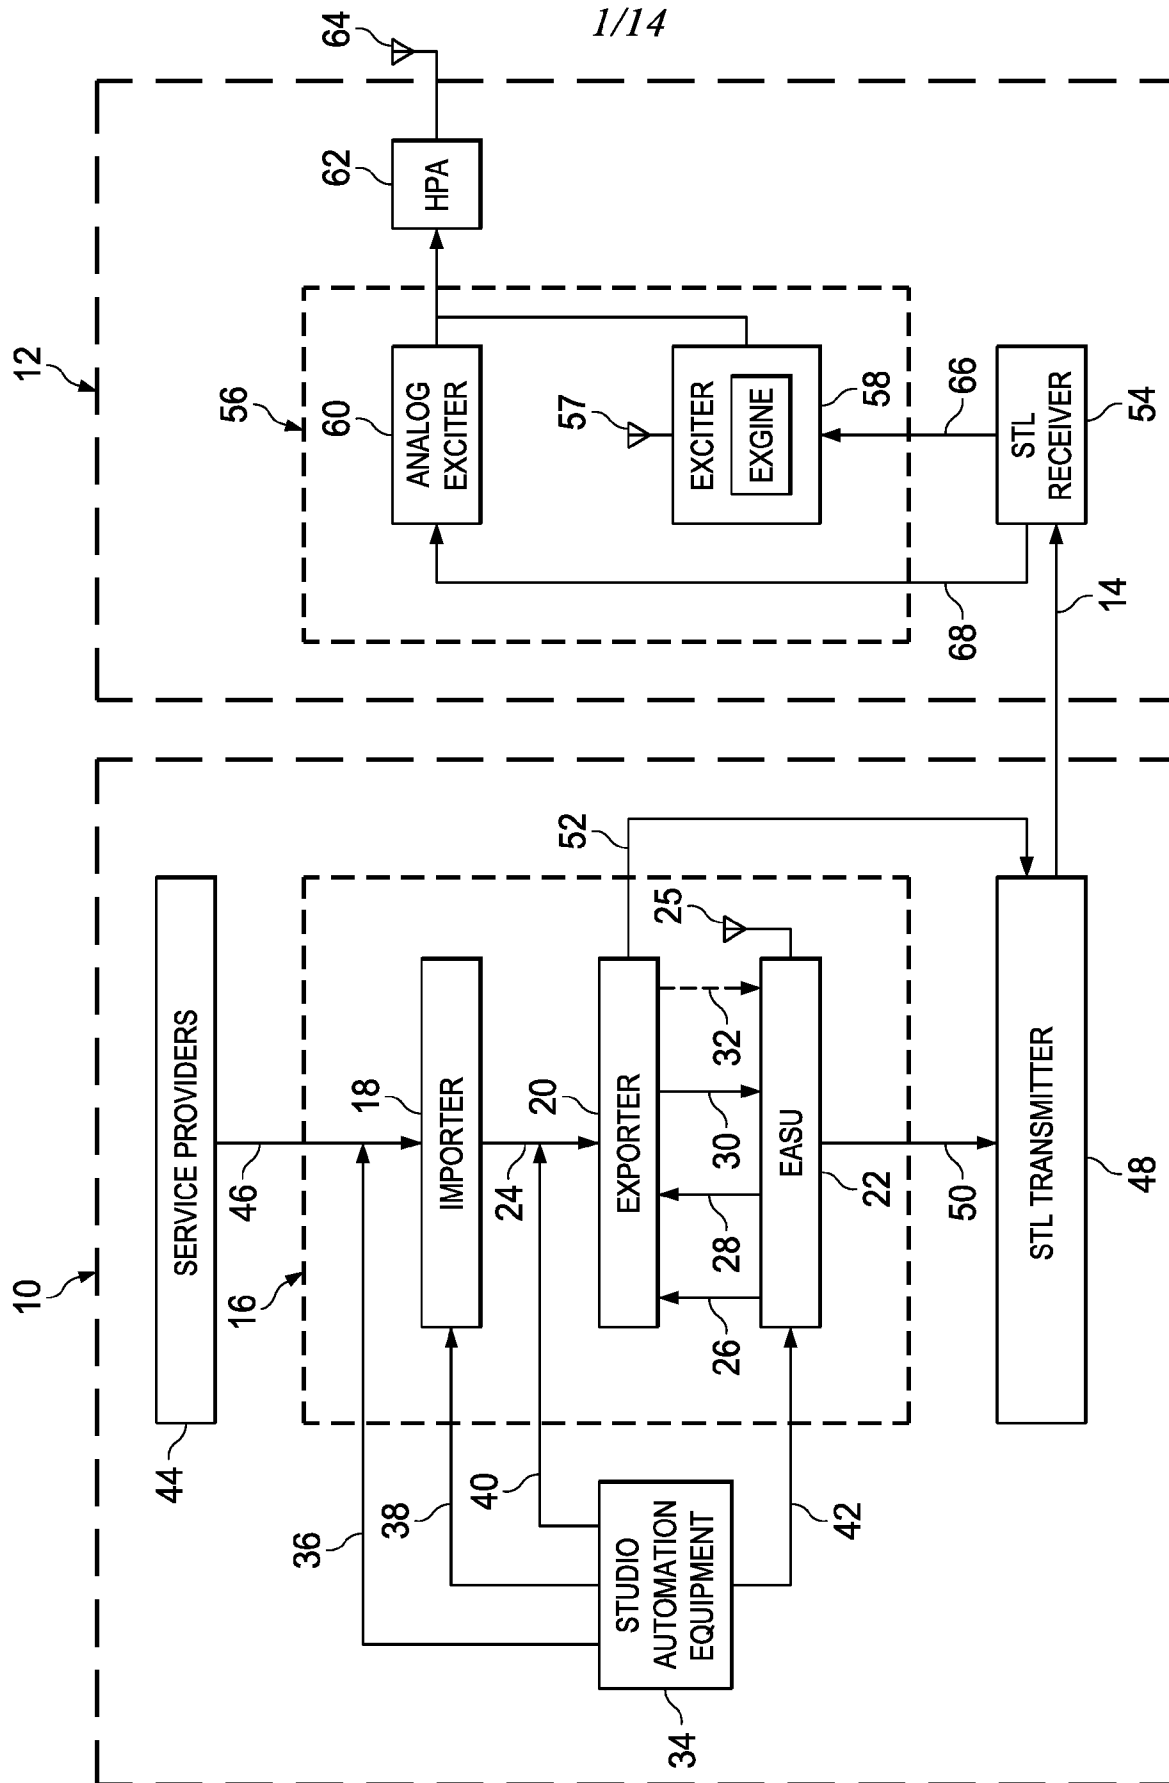 1/14
10
12
SERVICE PROVIDERS
44
46
16
IMPORTER
18
24
EXPORTER
20
52
25
26
28
30
32
EASU
22
50
STL TRANSMITTER
48
36
38
40
42
STUDIO
AUTOMATION
EQUIPMENT
34
14
STL
RECEIVER
54
66
68
56
ANALOG
EXCITER
60
57
EXCITER
EXGINE
58
HPA
62
64